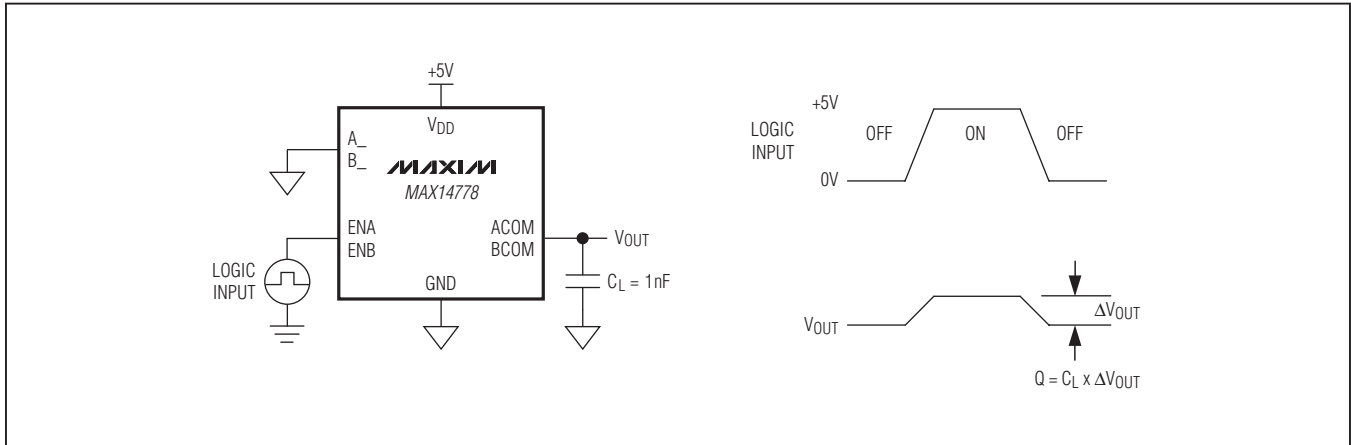 +5V
VDD
A_
B_
MAXIM
MAX14778
ENA
ENB
ACOM
BCOM
VOUT
LOGIC
INPUT
GND
CL = 1nF
LOGIC
INPUT
+5V
0V
OFF
ON
OFF
VOUT
ΔVOUT
Q = CL x ΔVOUT